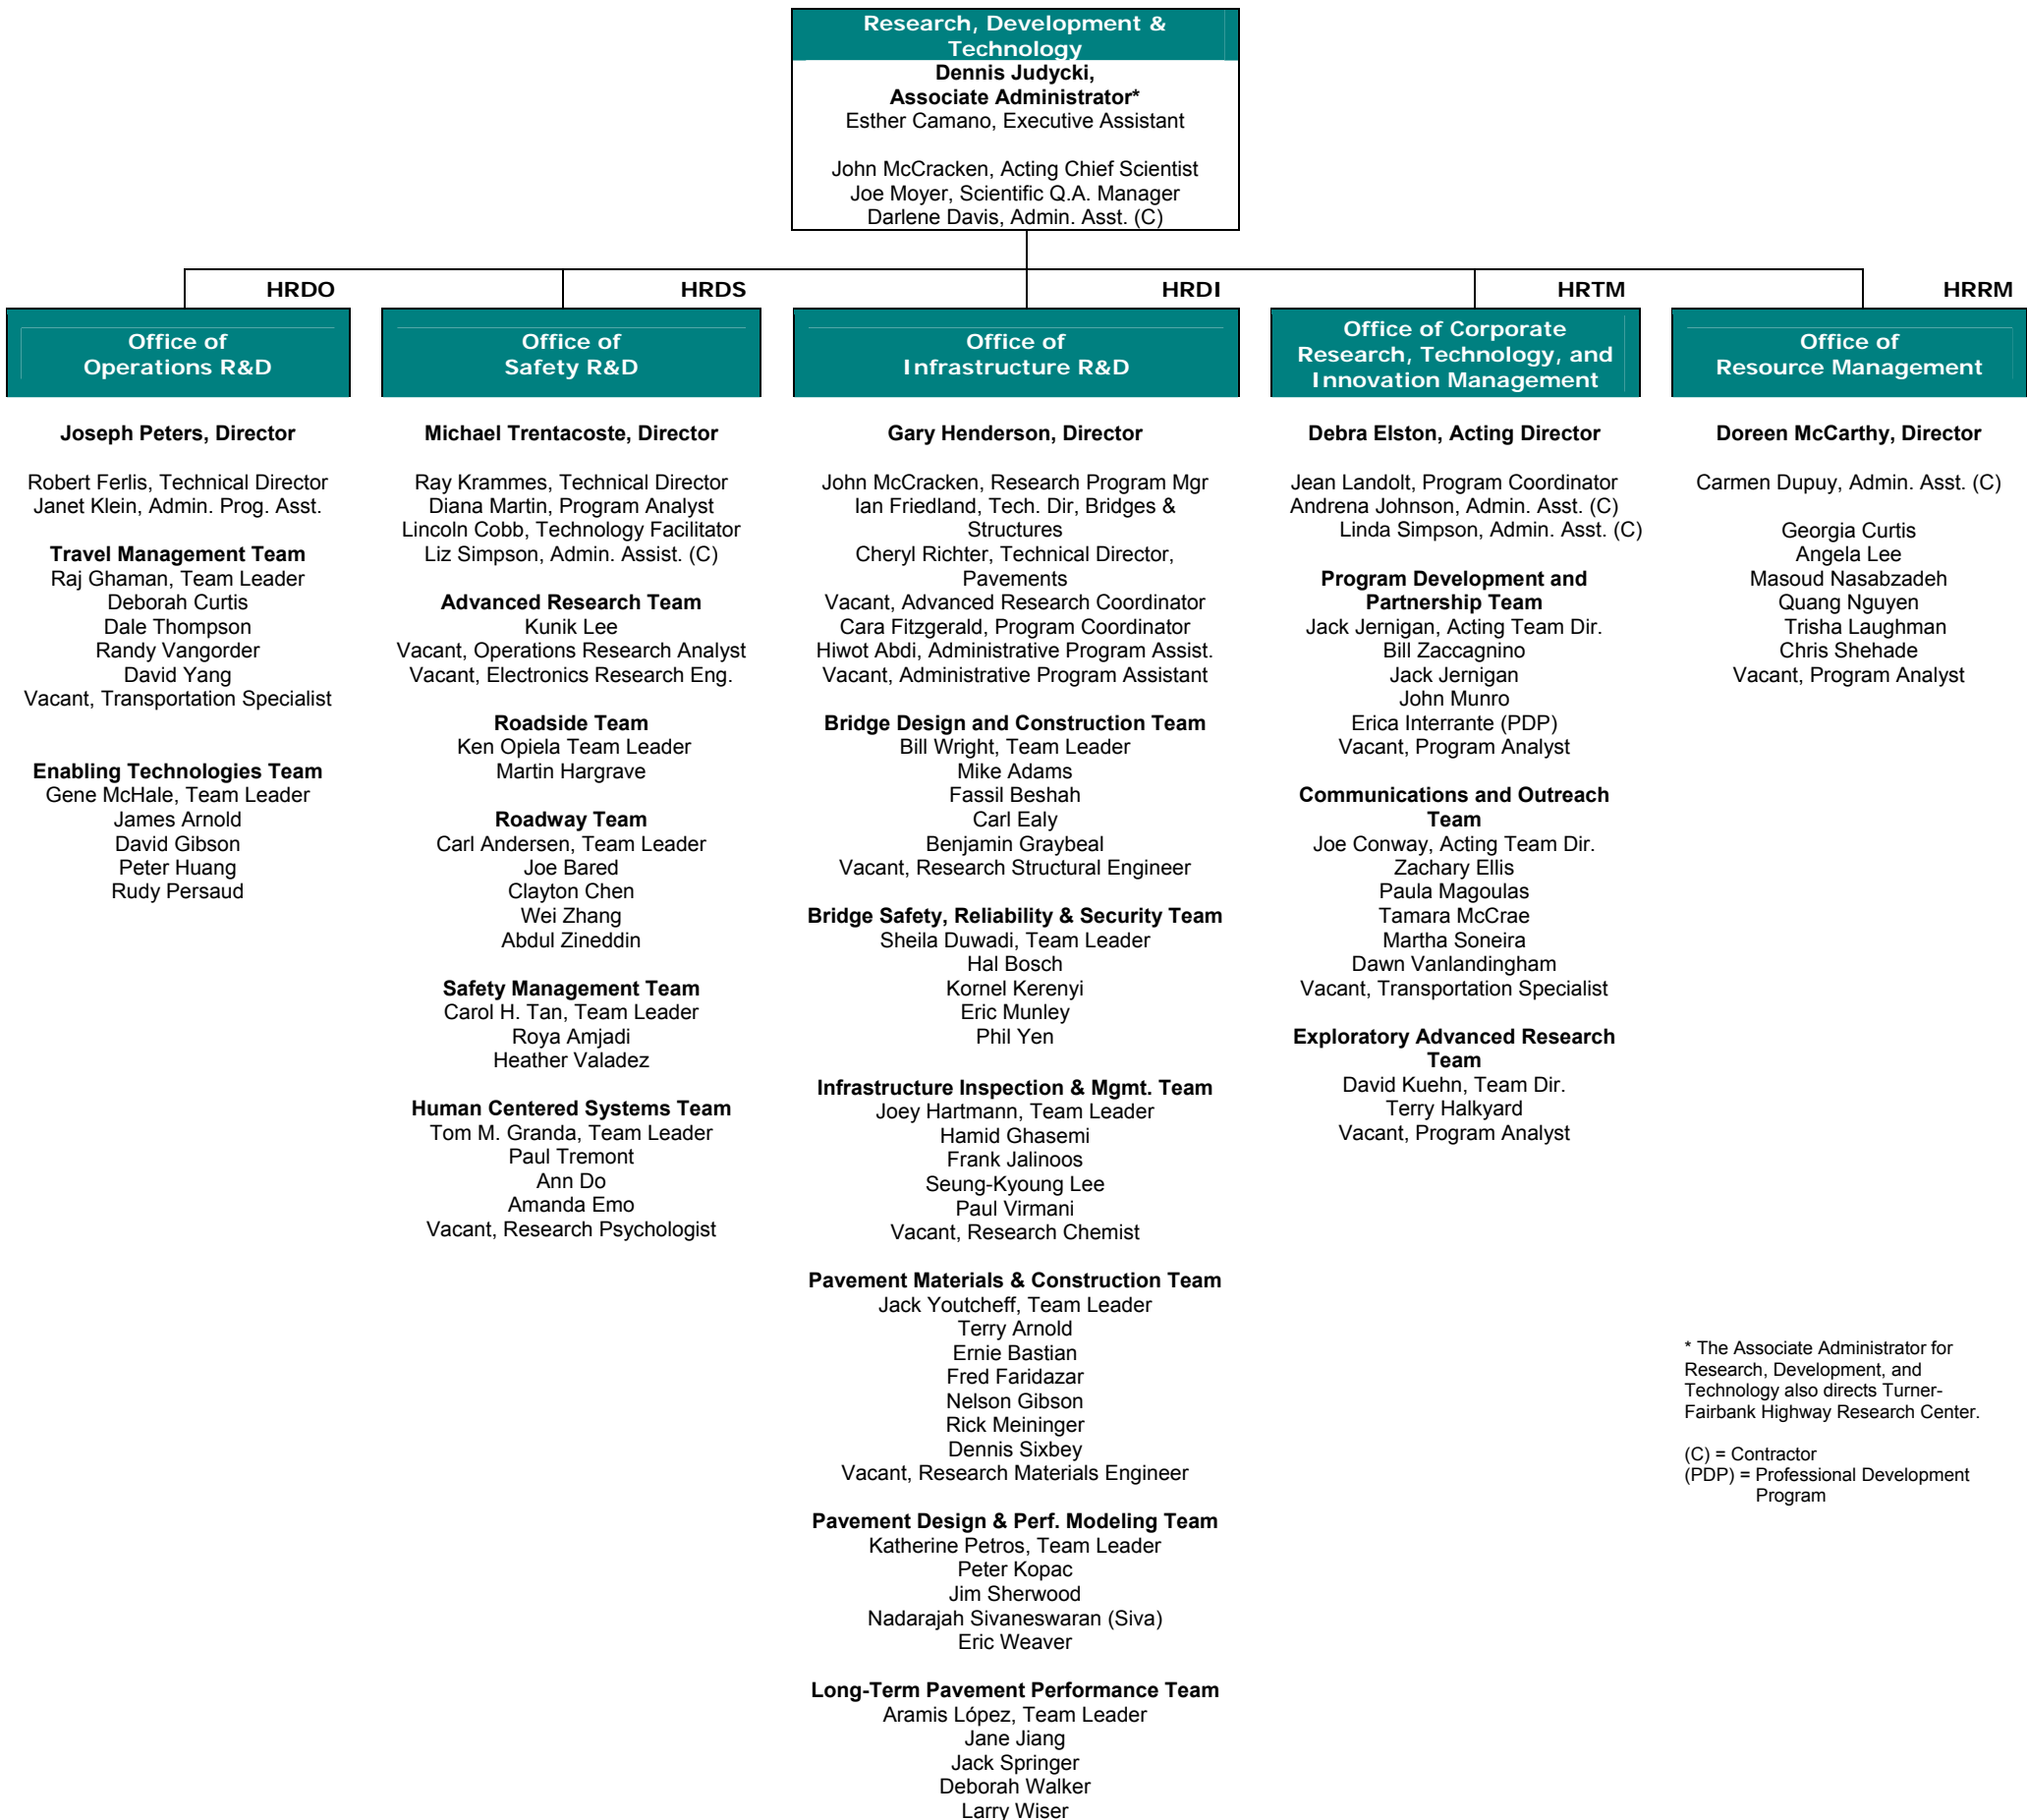 Research, Development &
Technology
Dennis Judycki,
Associate Administrator*
Esther Camano, Executive Assistant
John McCracken, Acting Chief Scientist
Joe Moyer, Scientific Q.A. Manager
Darlene Davis, Admin. Asst. (C)
HRDO
Office of
Operations R&D
Joseph Peters, Director
Robert Ferlis, Technical Director
Janet Klein, Admin. Prog. Asst.
Travel Management Team
Raj Ghaman, Team Leader
Deborah Curtis
Dale Thompson
Randy Vangorder
David Yang
Vacant, Transportation Specialist
Enabling Technologies Team
Gene McHale, Team Leader
James Arnold
David Gibson
Peter Huang
Rudy Persaud
HRDS
Office of
Safety R&D
Michael Trentacoste, Director
Ray Krammes, Technical Director
Diana Martin, Program Analyst
Lincoln Cobb, Technology Facilitator
Liz Simpson, Admin. Assist. (C)
Advanced Research Team
Kunik Lee
Vacant, Operations Research Analyst
Vacant, Electronics Research Eng.
Roadside Team
Ken Opiela Team Leader
Martin Hargrave
Roadway Team
Carl Andersen, Team Leader
Joe Bared
Clayton Chen
Wei Zhang
Abdul Zineddin
Safety Management Team
Carol H. Tan, Team Leader
Roya Amjadi
Heather Valadez
Human Centered Systems Team
Tom M. Granda, Team Leader
Paul Tremont
Ann Do
Amanda Emo
Vacant, Research Psychologist
HRDI
Office of
Infrastructure R&D
Gary Henderson, Director
John McCracken, Research Program Mgr
Ian Friedland, Tech. Dir, Bridges &
Structures
Cheryl Richter, Technical Director,
Pavements
Vacant, Advanced Research Coordinator
Cara Fitzgerald, Program Coordinator
Hiwot Abdi, Administrative Program Assist.
Vacant, Administrative Program Assistant
Bridge Design and Construction Team
Bill Wright, Team Leader
Mike Adams
Fassil Beshah
Carl Ealy
Benjamin Graybeal
Vacant, Research Structural Engineer
Bridge Safety, Reliability & Security Team
Sheila Duwadi, Team Leader
Hal Bosch
Kornel Kerenyi
Eric Munley
Phil Yen
Infrastructure Inspection & Mgmt. Team
Joey Hartmann, Team Leader
Hamid Ghasemi
Frank Jalinoos
Seung-Kyoung Lee
Paul Virmani
Vacant, Research Chemist
Pavement Materials & Construction Team
Jack Youtcheff, Team Leader
Terry Arnold
Ernie Bastian
Fred Faridazar
Nelson Gibson
Rick Meininger
Dennis Sixbey
Vacant, Research Materials Engineer
Pavement Design & Perf. Modeling Team
Katherine Petros, Team Leader
Peter Kopac
Jim Sherwood
Nadarajah Sivaneswaran (Siva)
Eric Weaver
Long-Term Pavement Performance Team
Aramis López, Team Leader
Jane Jiang
Jack Springer
Deborah Walker
Larry Wiser
HRTM
Office of Corporate
Research, Technology, and
Innovation Management
Debra Elston, Acting Director
Jean Landolt, Program Coordinator
Andrena Johnson, Admin. Asst. (C)
Linda Simpson, Admin. Asst. (C)
Program Development and
Partnership Team
Jack Jernigan, Acting Team Dir.
Bill Zaccagnino
Jack Jernigan
John Munro
Erica Interrante (PDP)
Vacant, Program Analyst
Communications and Outreach
Team
Joe Conway, Acting Team Dir.
Zachary Ellis
Paula Magoulas
Tamara McCrae
Martha Soneira
Dawn Vanlandingham
Vacant, Transportation Specialist
Exploratory Advanced Research
Team
David Kuehn, Team Dir.
Terry Halkyard
Vacant, Program Analyst
HRRM
Office of
Resource Management
Doreen McCarthy, Director
Carmen Dupuy, Admin. Asst. (C)
Georgia Curtis
Angela Lee
Masoud Nasabzadeh
Quang Nguyen
Trisha Laughman
Chris Shehade
Vacant, Program Analyst
* The Associate Administrator for
Research, Development, and
Technology also directs Turner-
Fairbank Highway Research Center.
(C) = Contractor
(PDP) = Professional Development
Program